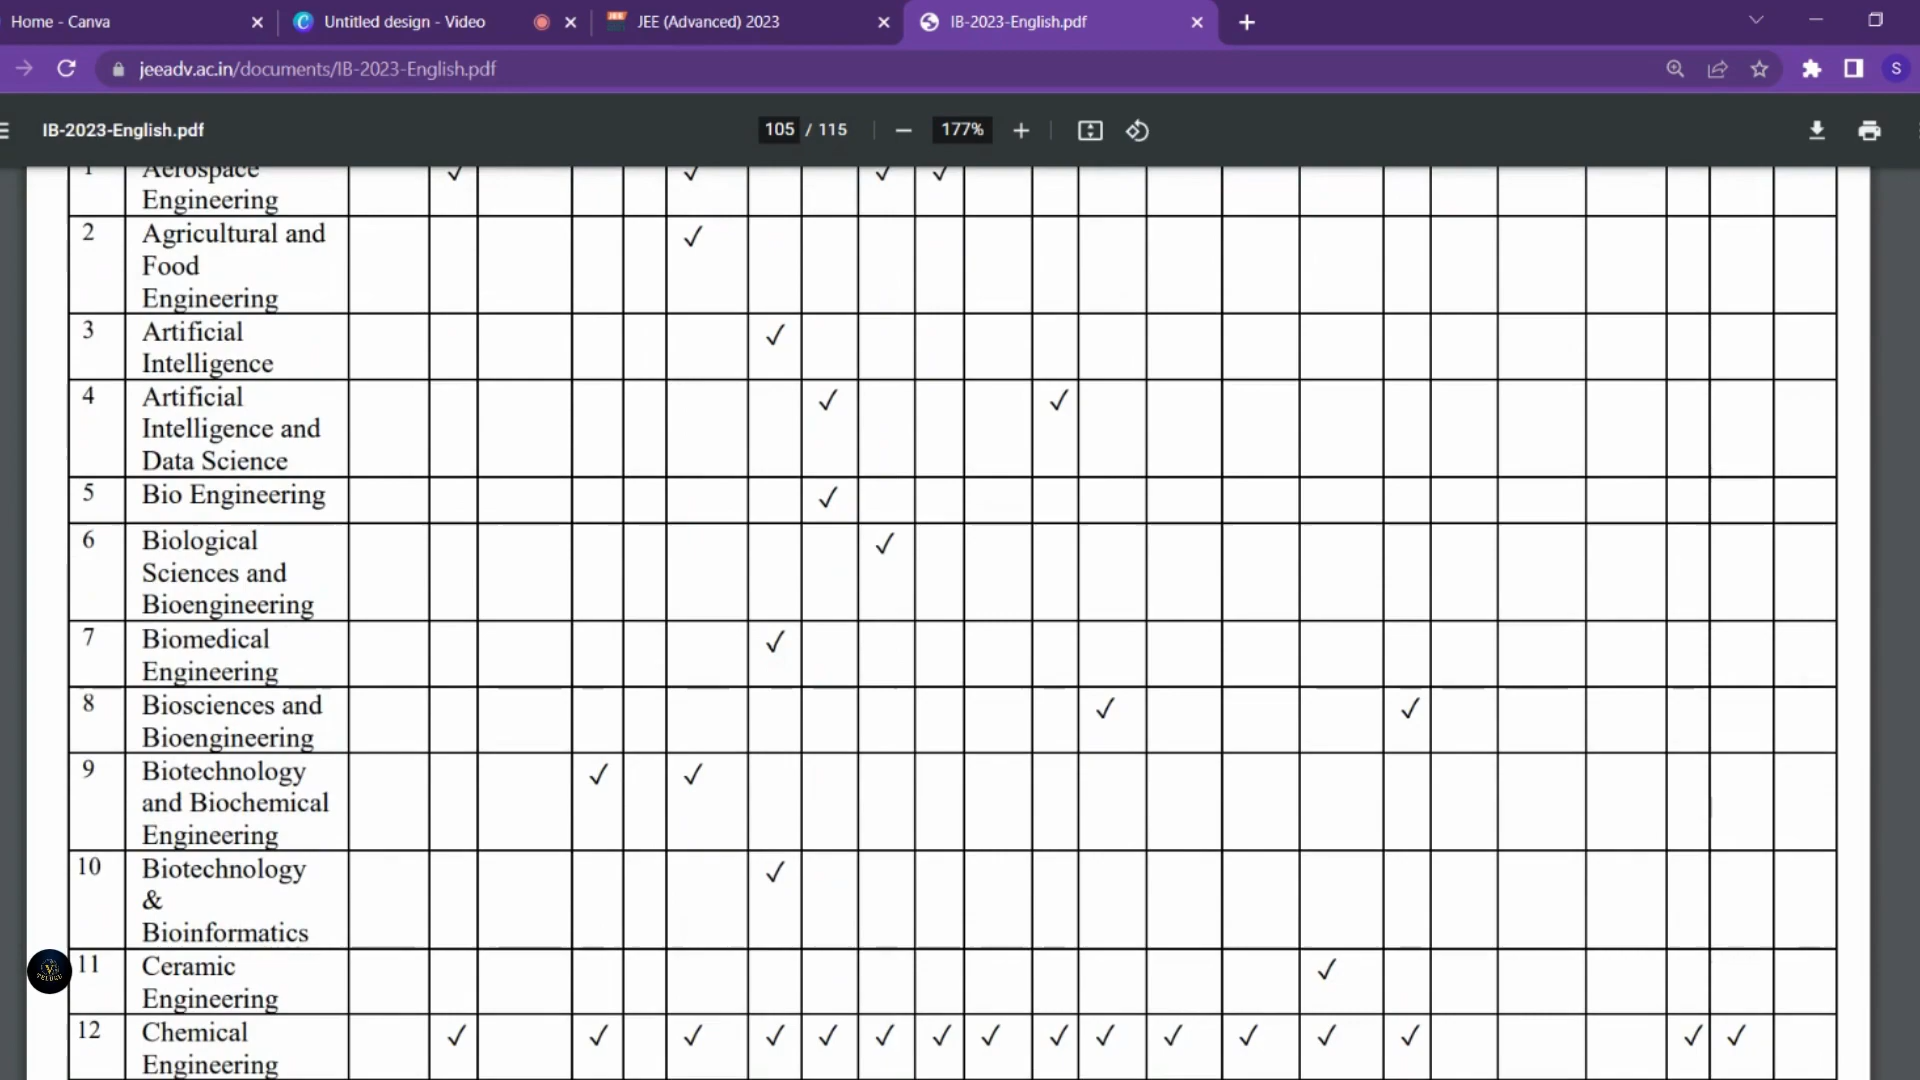 Home - Canva
Untitled design - Video
JEE (Advanced) 2023
IB-2023-English.pdf
jeeadv.ac.in/documents/IB-2023-English.pdf
S
IB-2023-English.pdf
105 / 115
177%
1 Aerospace ✓ ✓ ✓ ✓
Engineering
2 Agricultural and ✓
Food
Engineering
3 Artificial ✓
Intelligence
4 Artificial ✓ ✓
Intelligence and
Data Science
5 Bio Engineering ✓
6 Biological ✓
Sciences and
Bioengineering
7 Biomedical ✓
Engineering
8 Biosciences and ✓ ✓
Bioengineering
9 Biotechnology ✓ ✓
and Biochemical
Engineering
10 Biotechnology ✓
&
Bioinformatics
11 Ceramic ✓
Engineering
12 Chemical ✓ ✓ ✓ ✓ ✓ ✓ ✓ ✓ ✓ ✓ ✓ ✓ ✓ ✓ ✓ ✓
Engineering